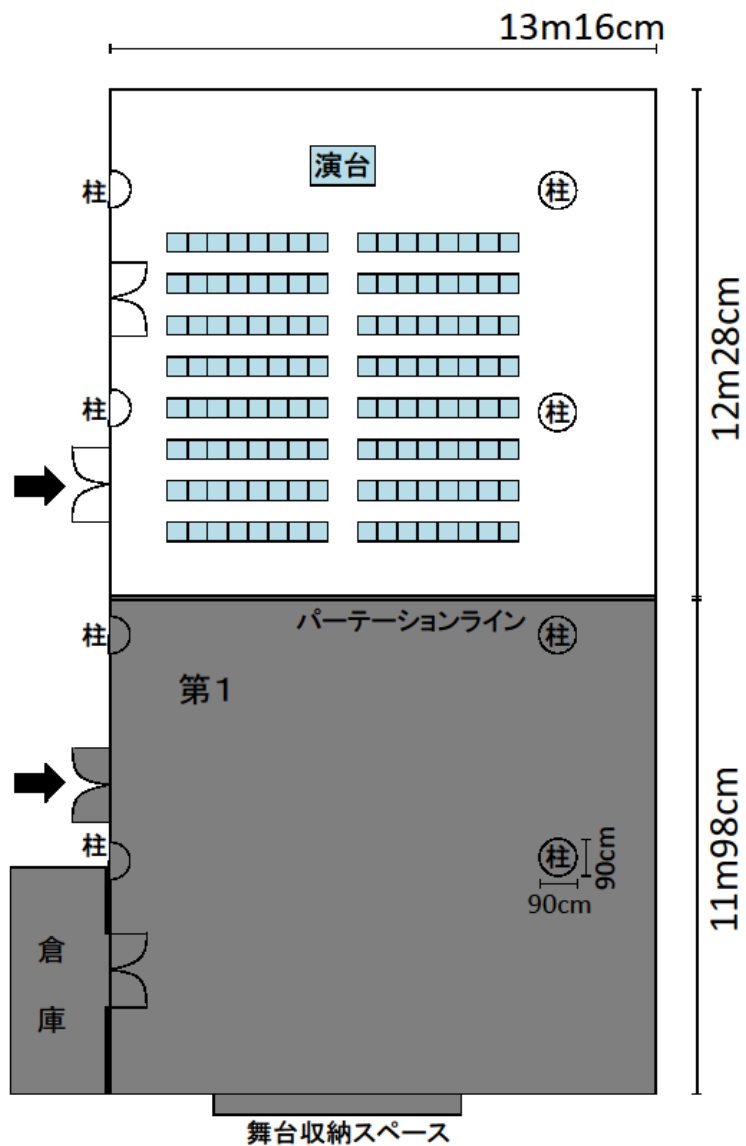 13m16cm
演台
柱
柱
12m28cm
柱
柱
パーテーションライン
柱
柱
第１
柱
柱
90cm
90cm
11m98cm
倉
庫
舞台収納スペース